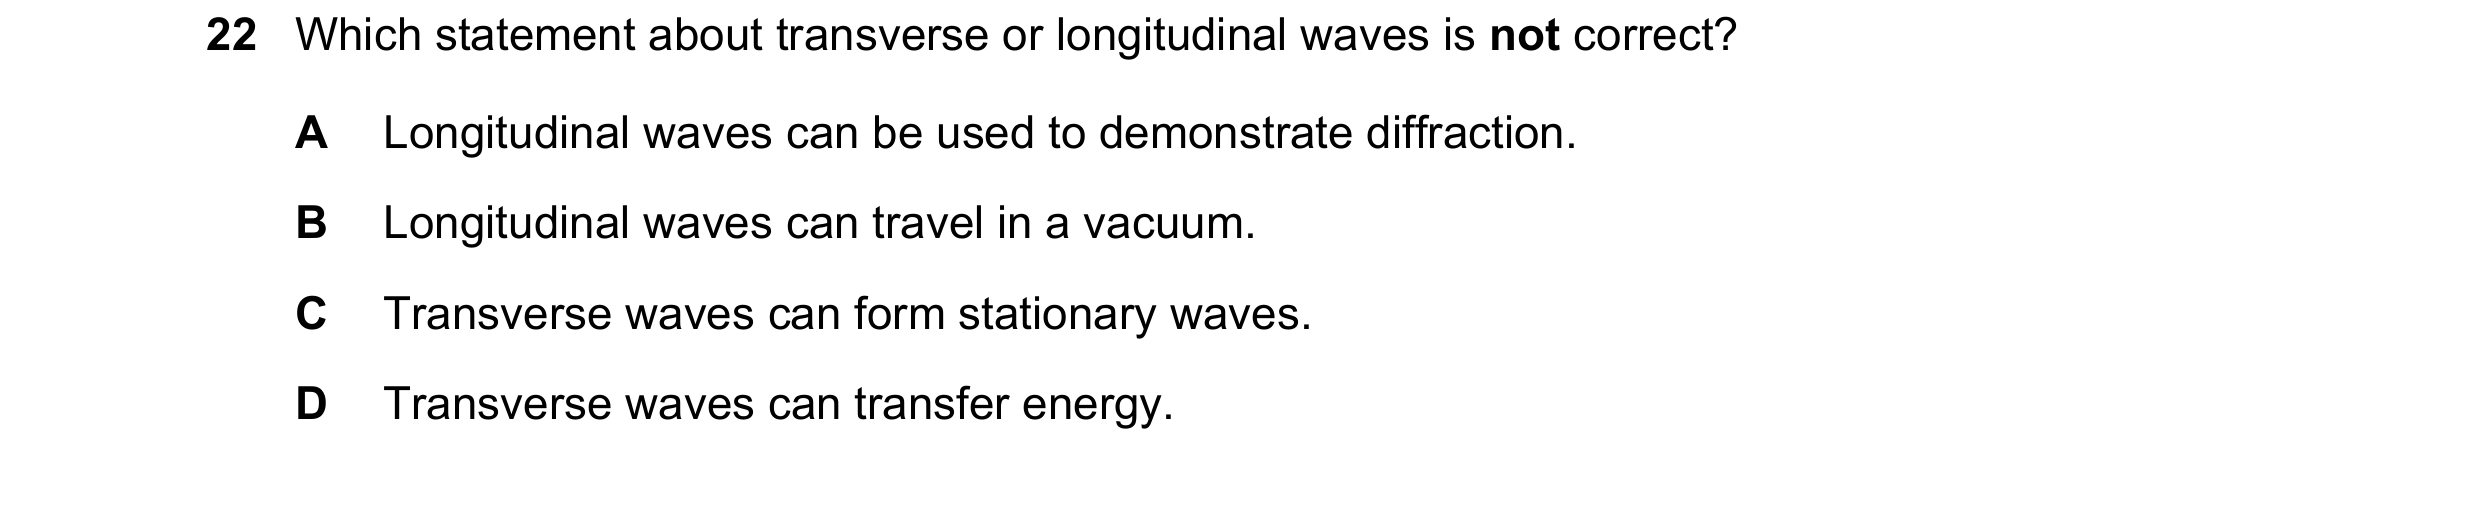 22 Which statement about transverse or longitudinal waves is not correct?
A Longitudinal waves can be used to demonstrate diffraction.
B Longitudinal waves can travel in a vacuum.
C Transverse waves can form stationary waves.
D Transverse waves can transfer energy.